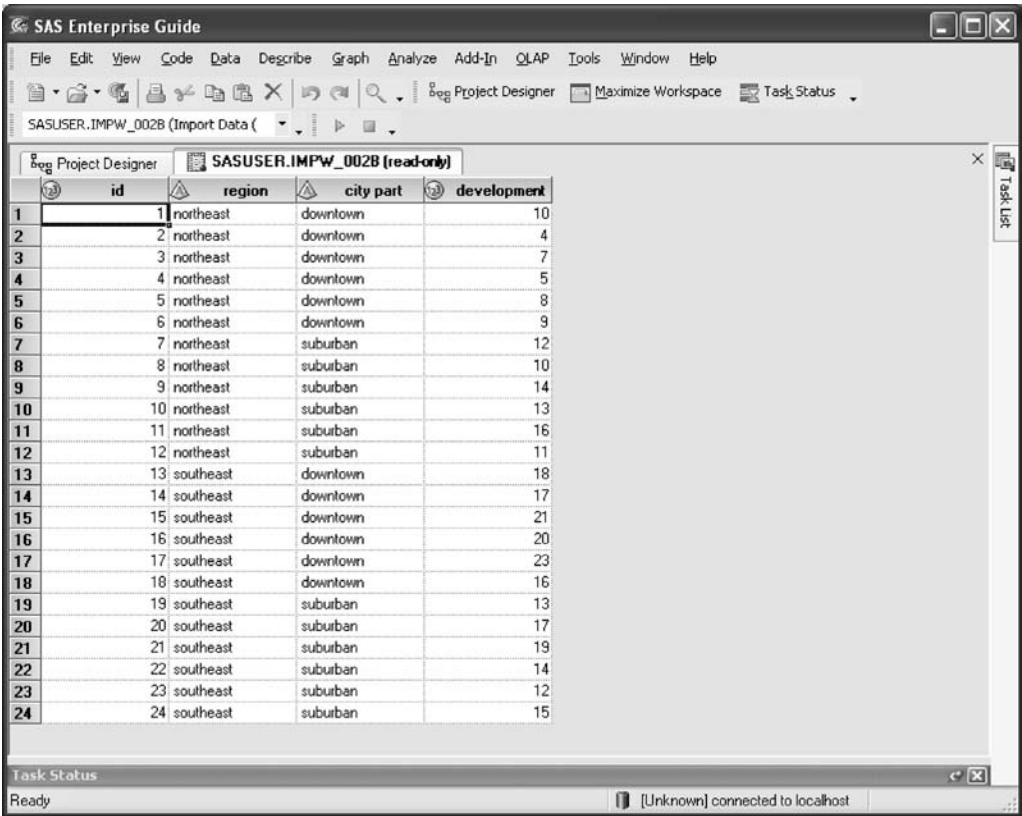 SAS Enterprise Guide
File Edit View Code Data Describe Graph Analyze Add-In OLAP Tools Window Help
Project Designer Maximize Workspace Task Status
SASUSER.IMPW_002B (Import Data (
Project Designer SASUSER.IMPW_002B (read-only)
Task List
id region city part development
1 1 northeast downtown 10
2 2 northeast downtown 4
3 3 northeast downtown 7
4 4 northeast downtown 5
5 5 northeast downtown 8
6 6 northeast downtown 9
7 7 northeast suburban 12
8 8 northeast suburban 10
9 9 northeast suburban 14
10 10 northeast suburban 13
11 11 northeast suburban 16
12 12 northeast suburban 11
13 13 southeast downtown 18
14 14 southeast downtown 17
15 15 southeast downtown 21
16 16 southeast downtown 20
17 17 southeast downtown 23
18 18 southeast downtown 16
19 19 southeast suburban 13
20 20 southeast suburban 17
21 21 southeast suburban 19
22 22 southeast suburban 14
23 23 southeast suburban 12
24 24 southeast suburban 15
Task Status
Ready [Unknown] connected to localhost